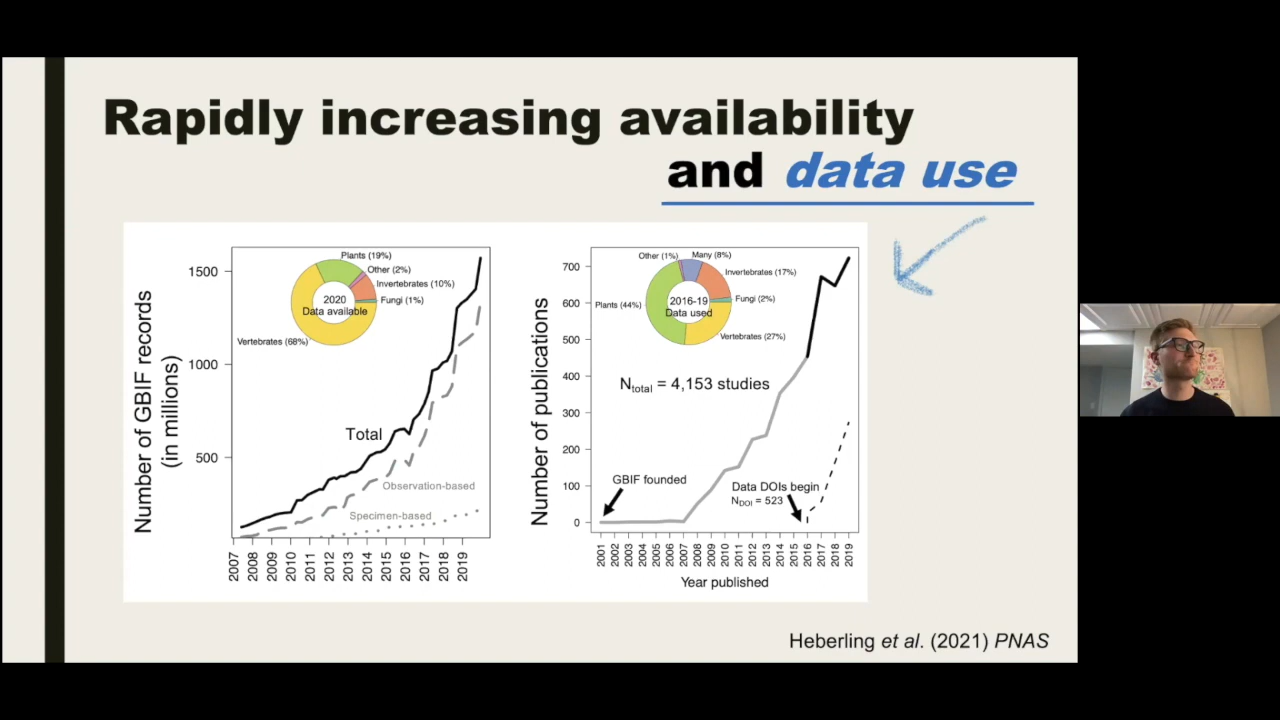 Rapidly increasing availability
and data use
Number of GBIF records
(in millions)
1500
1000
500
Plants (19%)
Other (2%)
Invertebrates (10%)
Fungi (1%)
Vertebrates (68%)
2020
Data available
Total
Observation-based
Specimen-based
2007 2008 2009 2010 2011 2012 2013 2014 2015 2016 2017 2018 2019
Number of publications
700
600
500
400
300
200
100
0
Other (1%)
Many (8%)
Invertebrates (17%)
Fungi (2%)
Vertebrates (27%)
Plants (44%)
2016-19
Data used
Ntotal = 4,153 studies
GBIF founded
Data DOIs begin
NDOI = 523
2001 2002 2003 2004 2005 2006 2007 2008 2009 2010 2011 2012 2013 2014 2015 2016 2017 2018 2019
Year published
Heberling et al. (2021) PNAS